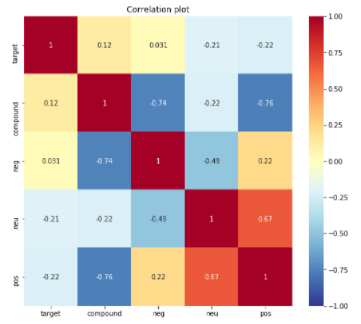 Correlation plot
target 1 0.12 0.031 -0.21 -0.22
compound 0.12 1 -0.74 -0.22 -0.76
neg 0.031 -0.74 1 -0.49 0.22
neu -0.21 -0.22 -0.49 1 0.67
pos -0.22 -0.76 0.22 0.67 1
target compound neg neu pos
1.00
0.75
0.50
0.25
0.00
-0.25
-0.50
-0.75
-1.00